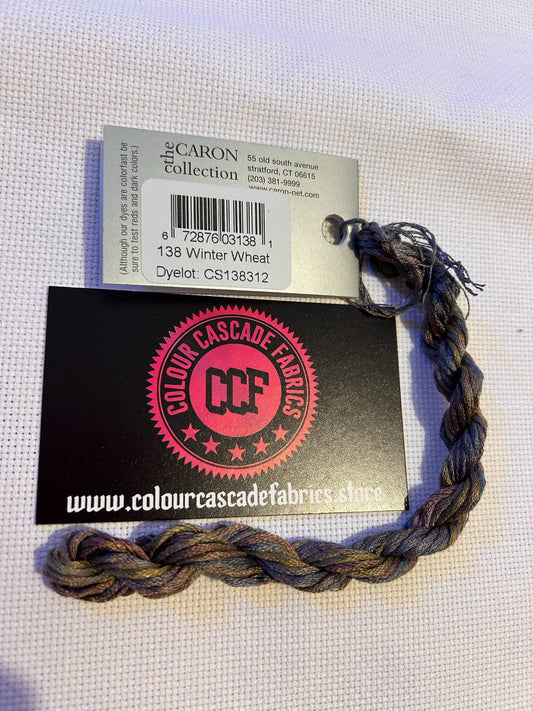 the CARON
collection
55 old south avenue
stratford, CT 06615
(203) 381-9999
www.caron-net.com
(Although our dyes are colorfast be
sure to test reds and dark colors.)
6 72876 03138 1
138 Winter Wheat
Dyelot: CS138312
COLOUR CASCADE FABRICS
CCF
www.colourcascadefabrics.store